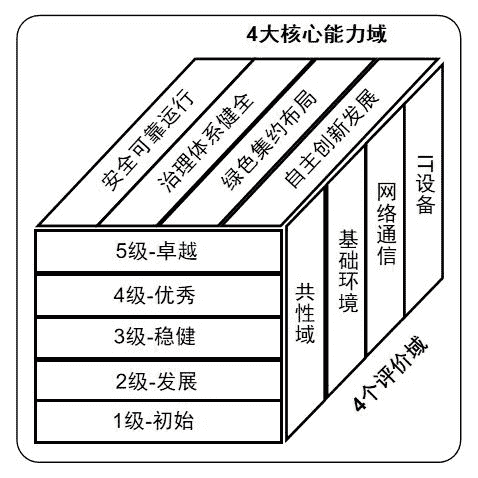 4大核心能力域
安全可靠运行
治理体系健全
绿色集约布局
自主创新发展
5级-卓越
4级-优秀
3级-稳健
2级-发展
1级-初始
共性域
基础环境
网络通信
IT设备
4个评价域